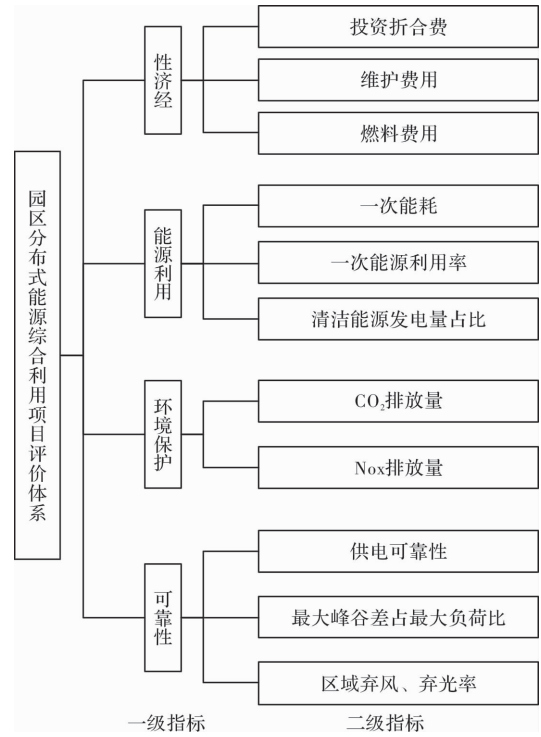 园区分布式能源综合利用项目评价体系
性济经
投资折合费
维护费用
燃料费用
能源利用
一次能耗
一次能源利用率
清洁能源发电量占比
环境保护
CO₂排放量
Nox排放量
可靠性
供电可靠性
最大峰谷差占最大负荷比
区域弃风、弃光率
一级指标
二级指标